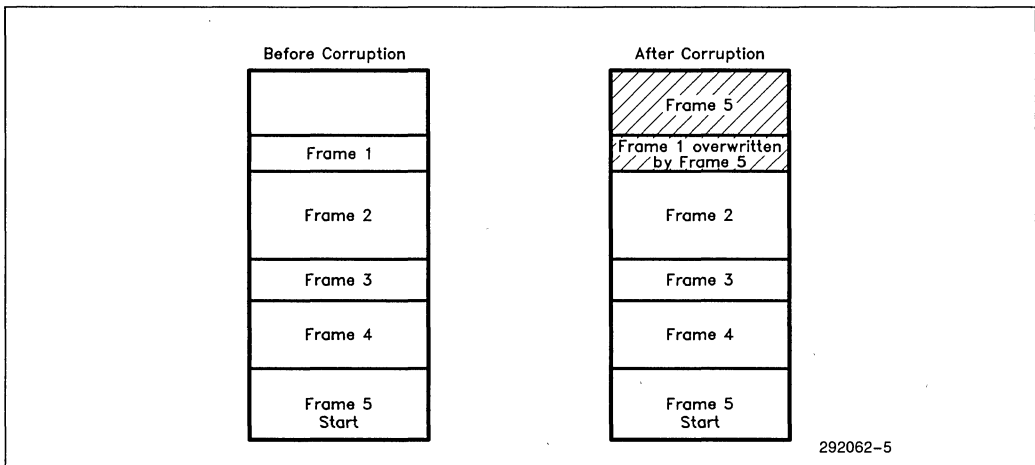 Before Corruption
Frame 1
Frame 2
Frame 3
Frame 4
Frame 5
Start
After Corruption
Frame 5
Frame 1 overwritten
by Frame 5
Frame 2
Frame 3
Frame 4
Frame 5
Start
292062-5